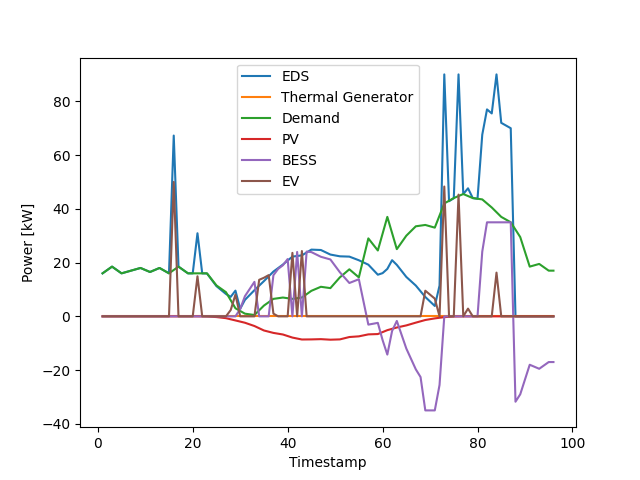 EDS
Thermal Generator
Demand
PV
BESS
EV
Power [kW]
80
60
40
20
0
−20
−40
0 20 40 60 80 100
Timestamp